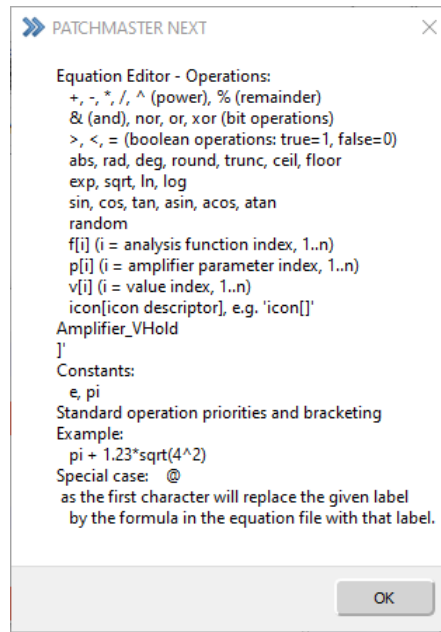 PATCHMASTER NEXT
Equation Editor - Operations:
+, -, *, /, ^ (power), % (remainder)
& (and), nor, or, xor (bit operations)
>, <, = (boolean operations: true=1, false=0)
abs, rad, deg, round, trunc, ceil, floor
exp, sqrt, ln, log
sin, cos, tan, asin, acos, atan
random
f[i] (i = analysis function index, 1..n)
p[i] (i = amplifier parameter index, 1..n)
v[i] (i = value index, 1..n)
icon[icon descriptor], e.g. 'icon[]'
Amplifier_VHold
]'
Constants:
e, pi
Standard operation priorities and bracketing
Example:
pi + 1.23*sqrt(4^2)
Special case: @
as the first character will replace the given label
by the formula in the equation file with that label.
OK